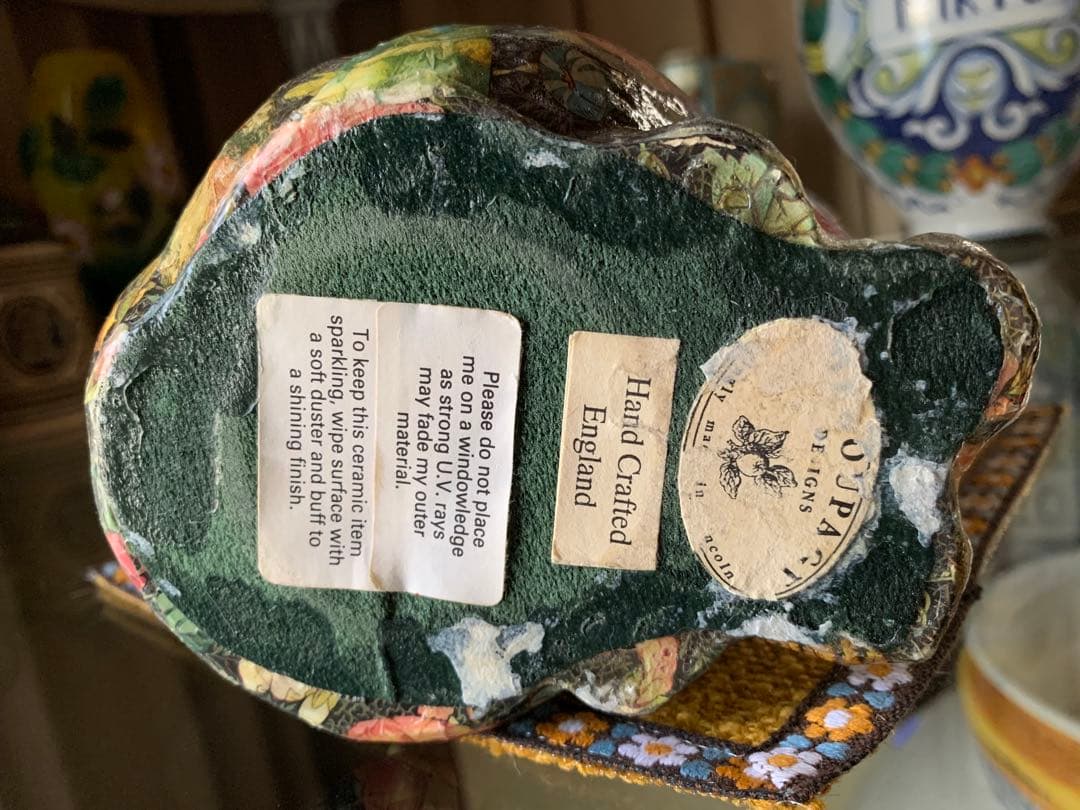 DESIGNS
in
Hand Crafted
England
Please do not place
me on a windowledge
as strong U.V. rays
may fade my outer
material.
To keep this ceramic item
sparkling, wipe surface with
a soft duster and buff to
a shining finish.